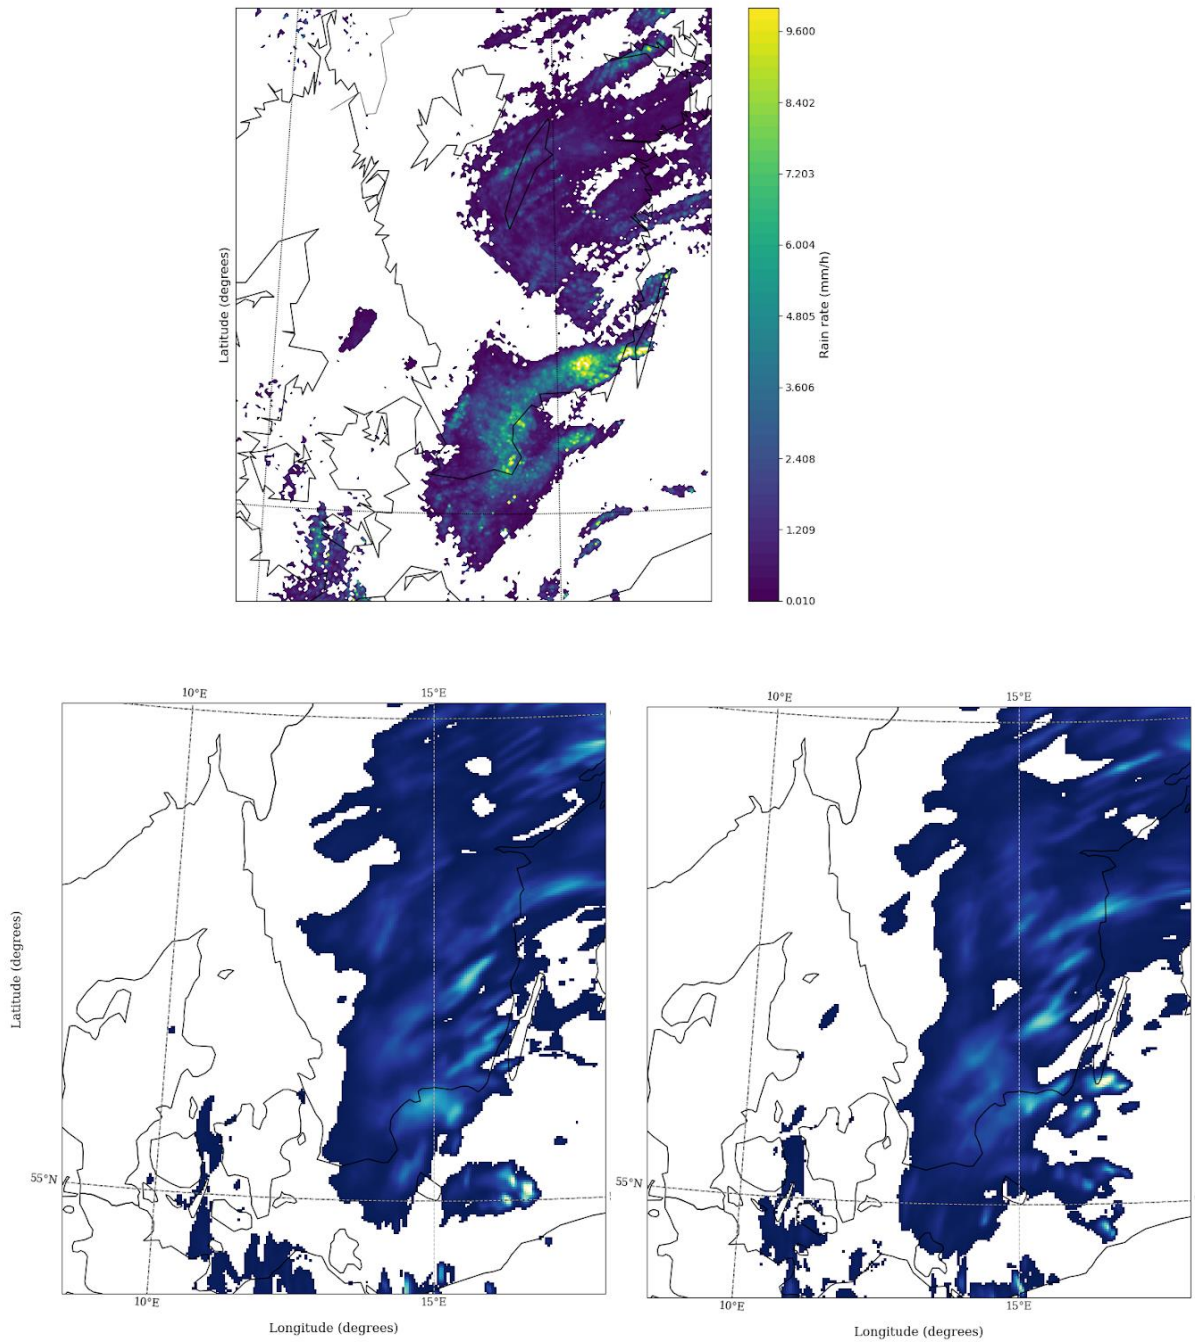 9.600
8.402
7.203
6.004
4.805
3.606
2.408
1.209
0.010
Rain rate (mm/h)
Latitude (degrees)
10°E 15°E
10°E 15°E
Latitude (degrees)
55°N
55°N
10°E 15°E
10°E 15°E
Longitude (degrees)
Longitude (degrees)